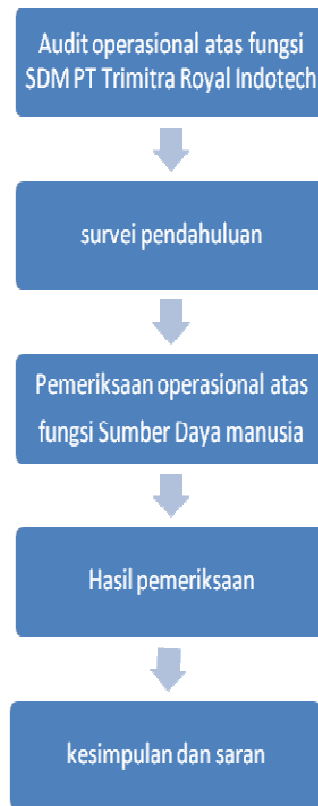 Audit operasional atas fungsi
SDM PT Trimitra Royal Indotech
survei pendahuluan
Pemeriksaan operasional atas
fungsi Sumber Daya manusia
Hasil pemeriksaan
kesimpulan dan saran